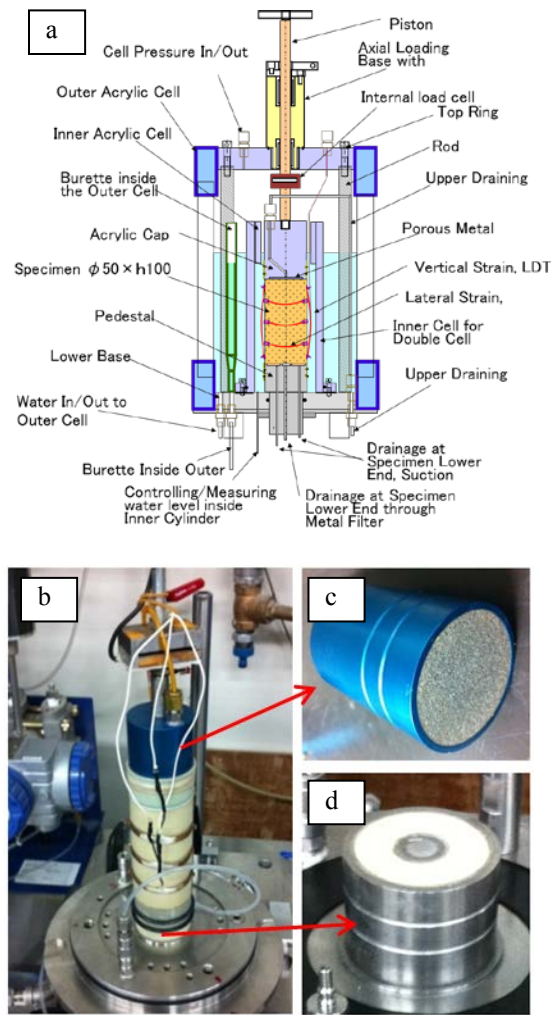 a
Piston
Cell Pressure In/Out
Axial Loading
Base with
Outer Acrylic Cell
Internal load cell
Top Ring
Inner Acrylic Cell
Rod
Burette inside
the Outer Cell
Upper Draining
Acrylic Cap
Porous Metal
Specimen φ50×h100
Vertical Strain, LDT
Lateral Strain,
Pedestal
Inner Cell for
Double Cell
Lower Base
Upper Draining
Water In/Out to
Outer Cell
Burette Inside Outer
Drainage at
Specimen Lower
End, Suction
Controlling/Measuring
water level inside
Inner Cylinder
Drainage at Specimen
Lower End through
Metal Filter
b
c
d